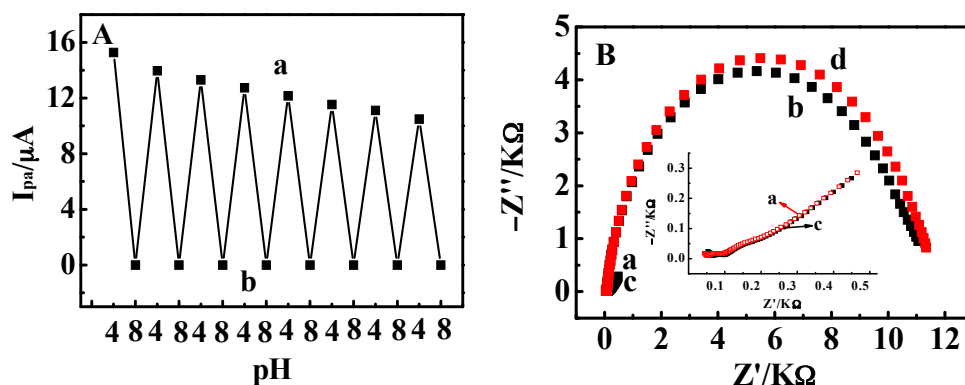 A
a
b
I_pa/μA
16
12
8
4
0
4 8 4 8 4 8 4 8 4 8 4 8 4 8 4 8
pH
B
d
b
a
c
−Z''/KΩ
5
4
3
2
1
0
0 2 4 6 8 10 12
Z'/KΩ
−Z''/KΩ
0.3
0.2
0.1
0.0
a
c
0.1 0.2 0.3 0.4 0.5
Z'/KΩ